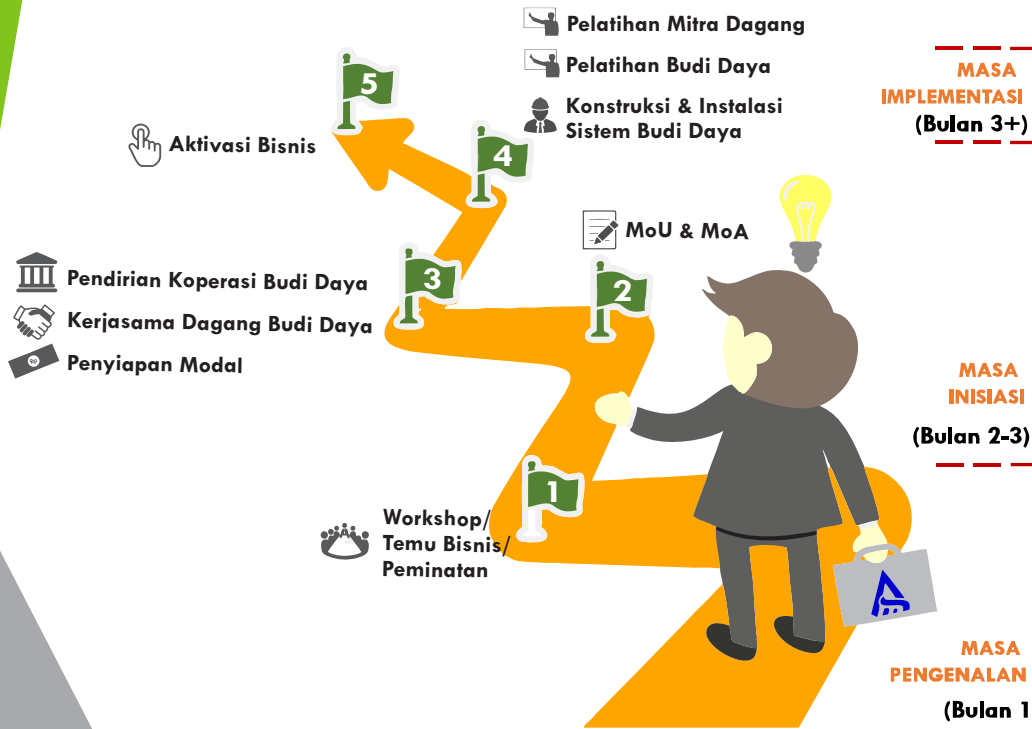 Pelatihan Mitra Dagang
Pelatihan Budi Daya
Konstruksi & Instalasi
Sistem Budi Daya
MASA
IMPLEMENTASI
(Bulan 3+)
5
Aktivasi Bisnis
4
MoU & MoA
Pendirian Koperasi Budi Daya
Kerjasama Dagang Budi Daya
Penyiapan Modal
3
2
MASA
INISIASI
(Bulan 2-3)
1
Workshop/
Temu Bisnis/
Peminatan
MASA
PENGENALAN
(Bulan 1